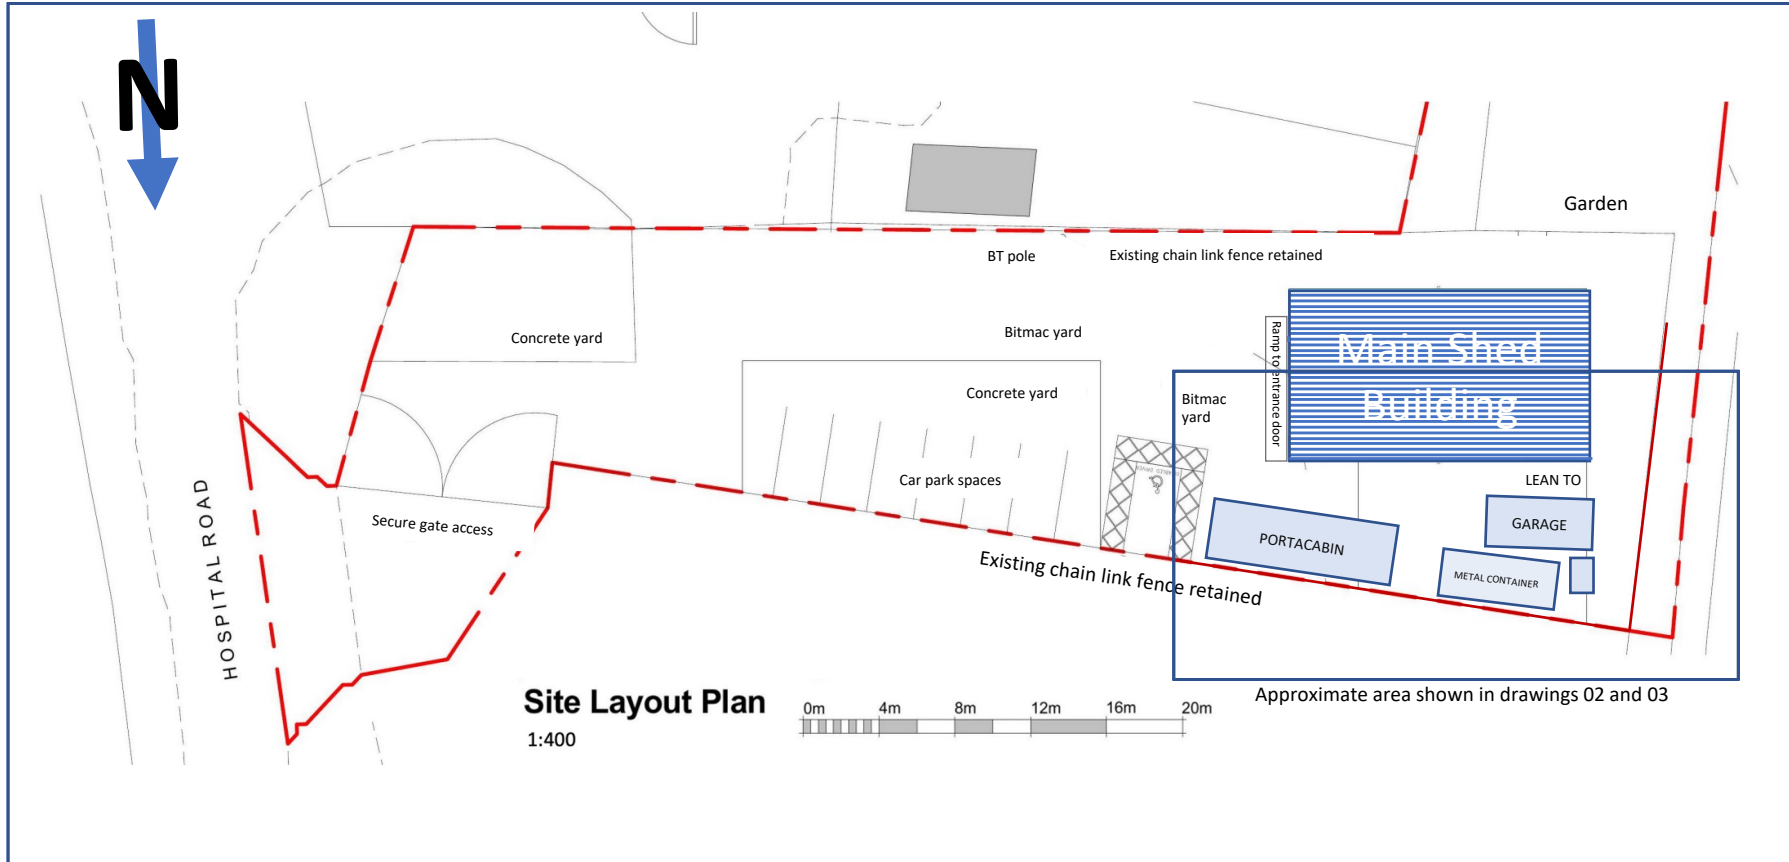 N
Garden
BT pole
Existing chain link fence retained
Concrete yard
Bitmac yard
Main Shed
Building
Ramp to entrance door
Concrete yard
Bitmac
yard
Car park spaces
DISABLED DRIVER
LEAN TO
GARAGE
PORTACABIN
METAL CONTAINER
Secure gate access
HOSPITAL ROAD
Existing chain link fence retained
Site Layout Plan
1:400
0m 4m 8m 12m 16m 20m
Approximate area shown in drawings 02 and 03